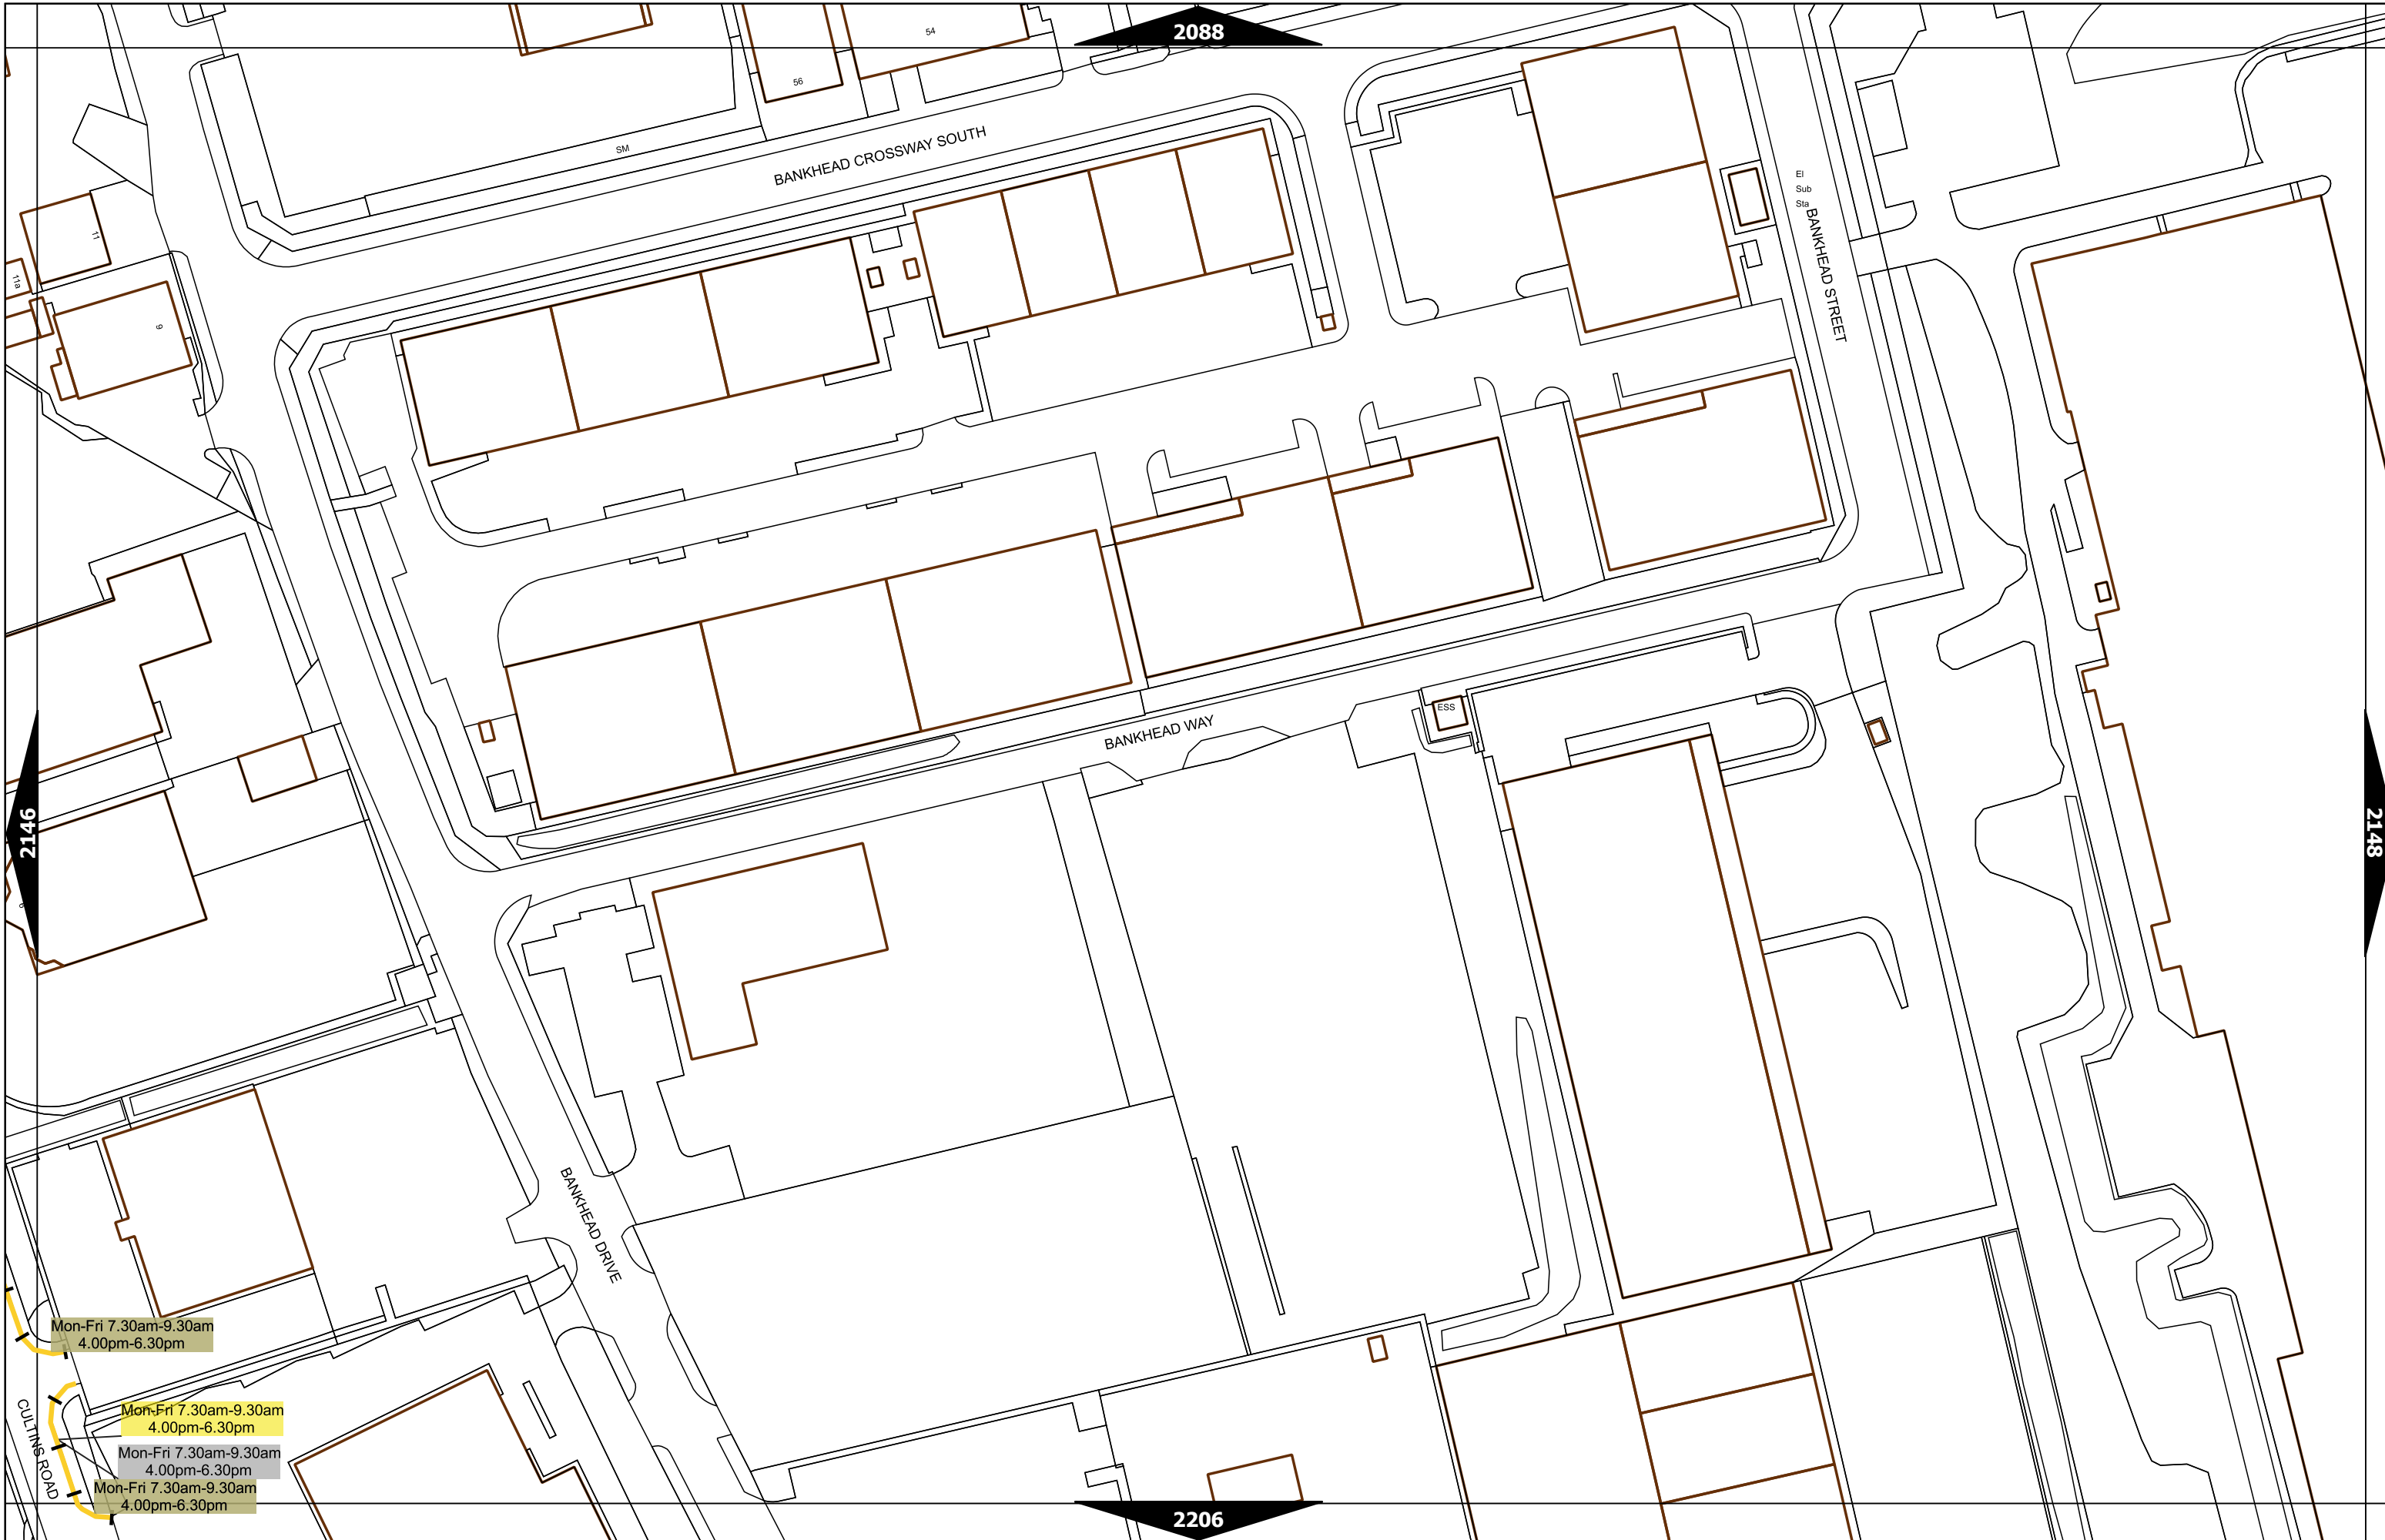 2088
54
56
SM
BANKHEAD CROSSWAY SOUTH
El
Sub
Sta
BANKHEAD STREET
11
11a
9
ESS
BANKHEAD WAY
2146
2148
BANKHEAD DRIVE
Mon-Fri 7.30am-9.30am
4.00pm-6.30pm
CULTINS ROAD
Mon-Fri 7.30am-9.30am
4.00pm-6.30pm
Mon-Fri 7.30am-9.30am
4.00pm-6.30pm
Mon-Fri 7.30am-9.30am
4.00pm-6.30pm
2206